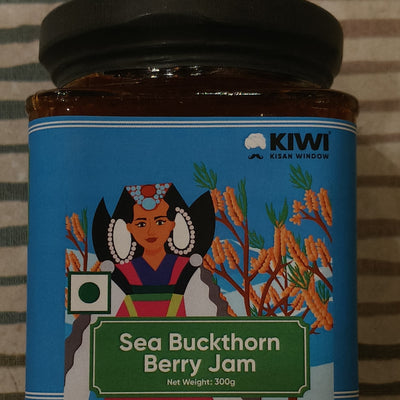 KIWI
KISAN WINDOW
Sea Buckthorn
Berry Jam
Net Weight: 300g